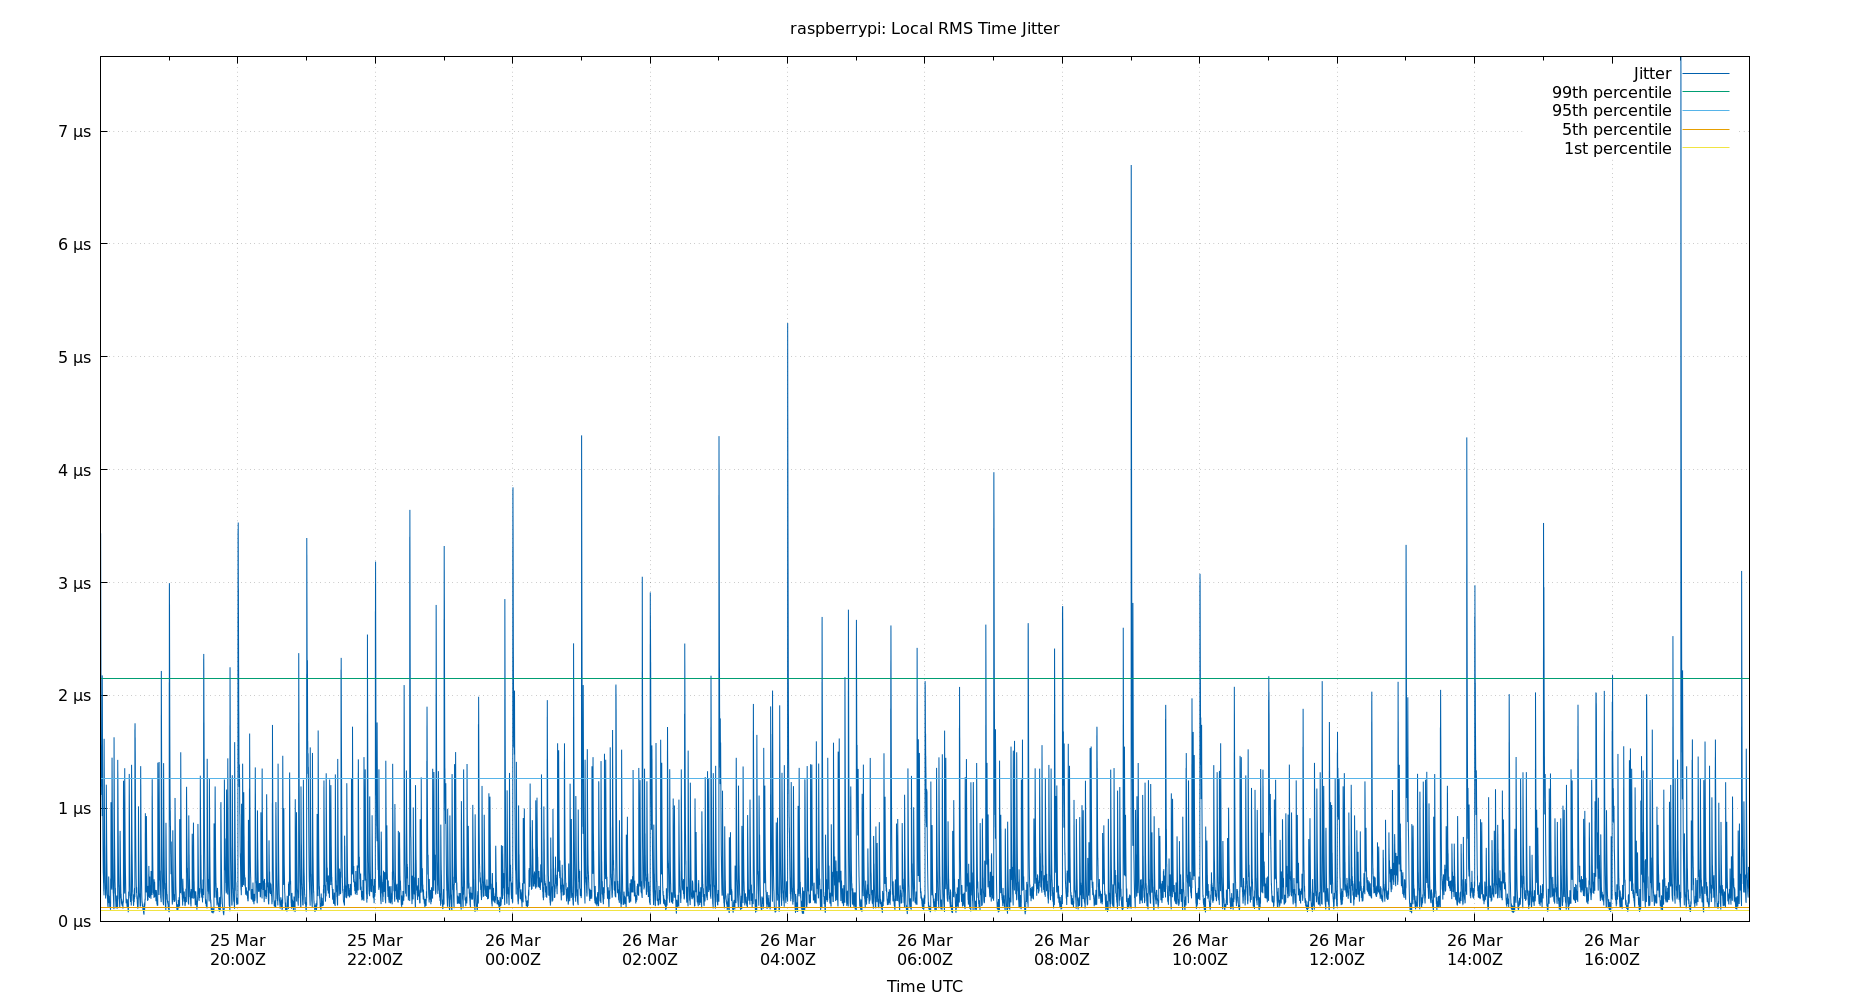 raspberrypi: Local RMS Time Jitter
Jitter
99th percentile
95th percentile
5th percentile
1st percentile
7 µs
6 µs
5 µs
4 µs
3 µs
2 µs
1 µs
0 µs
25 Mar 25 Mar 26 Mar 26 Mar 26 Mar 26 Mar 26 Mar 26 Mar 26 Mar 26 Mar 26 Mar
20:00Z 22:00Z 00:00Z 02:00Z 04:00Z 06:00Z 08:00Z 10:00Z 12:00Z 14:00Z 16:00Z
Time UTC